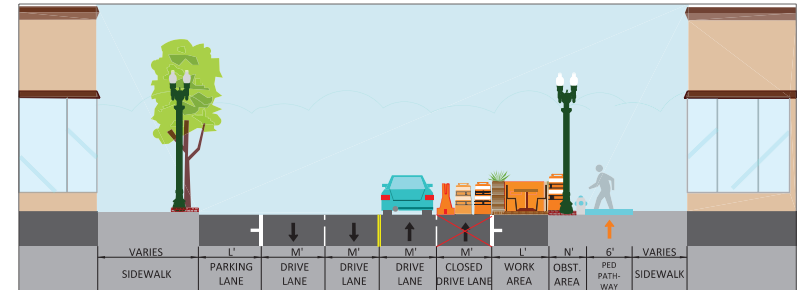 VARIES L' M' M' M' M' L' N' 6' VARIES
SIDEWALK
PARKING
LANE
DRIVE
LANE
DRIVE
LANE
DRIVE
LANE
CLOSED
DRIVE LANE
WORK
AREA
OBST.
AREA
PED
PATH-
WAY
SIDEWALK